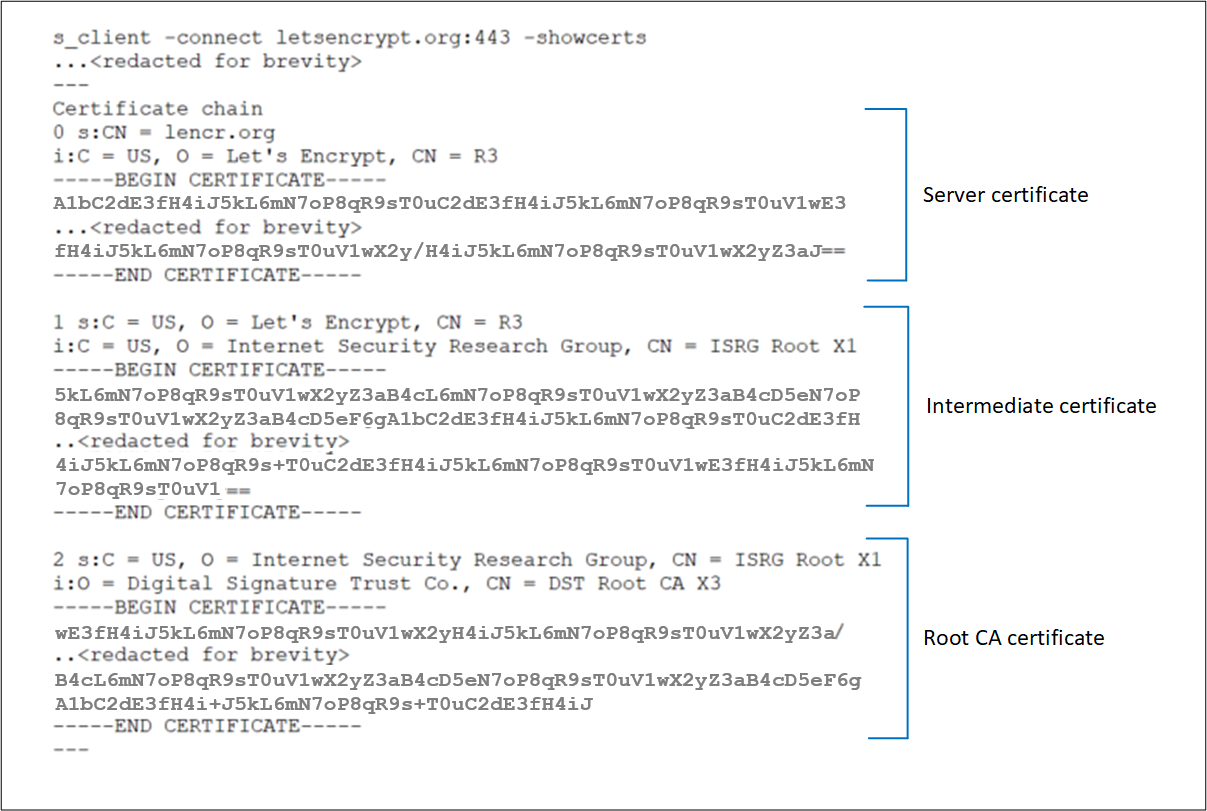 s_client -connect letsencrypt.org:443 -showcerts
...<redacted for brevity>
---
Certificate chain
0 s:CN = lencr.org
i:C = US, O = Let's Encrypt, CN = R3
-----BEGIN CERTIFICATE-----
A1bC2dE3fH4iJ5kL6mN7oP8qR9sT0uC2dE3fH4iJ5kL6mN7oP8qR9sT0uV1wE3
...<redacted for brevity>
fH4iJ5kL6mN7oP8qR9sT0uV1wX2y/H4iJ5kL6mN7oP8qR9sT0uV1wX2yZ3aJ==
-----END CERTIFICATE-----
Server certificate
1 s:C = US, O = Let's Encrypt, CN = R3
i:C = US, O = Internet Security Research Group, CN = ISRG Root X1
-----BEGIN CERTIFICATE-----
5kL6mN7oP8qR9sT0uV1wX2yZ3aB4cL6mN7oP8qR9sT0uV1wX2yZ3aB4cD5eN7oP
8qR9sT0uV1wX2yZ3aB4cD5eF6gA1bC2dE3fH4iJ5kL6mN7oP8qR9sT0uC2dE3fH
..<redacted for brevity>
4iJ5kL6mN7oP8qR9s+T0uC2dE3fH4iJ5kL6mN7oP8qR9sT0uV1wE3fH4iJ5kL6mN
7oP8qR9sT0uV1 ==
-----END CERTIFICATE-----
Intermediate certificate
2 s:C = US, O = Internet Security Research Group, CN = ISRG Root X1
i:O = Digital Signature Trust Co., CN = DST Root CA X3
-----BEGIN CERTIFICATE-----
wE3fH4iJ5kL6mN7oP8qR9sT0uV1wX2yH4iJ5kL6mN7oP8qR9sT0uV1wX2yZ3a/
..<redacted for brevity>
B4cL6mN7oP8qR9sT0uV1wX2yZ3aB4cD5eN7oP8qR9sT0uV1wX2yZ3aB4cD5eF6g
A1bC2dE3fH4i+J5kL6mN7oP8qR9s+T0uC2dE3fH4iJ
-----END CERTIFICATE-----
---
Root CA certificate